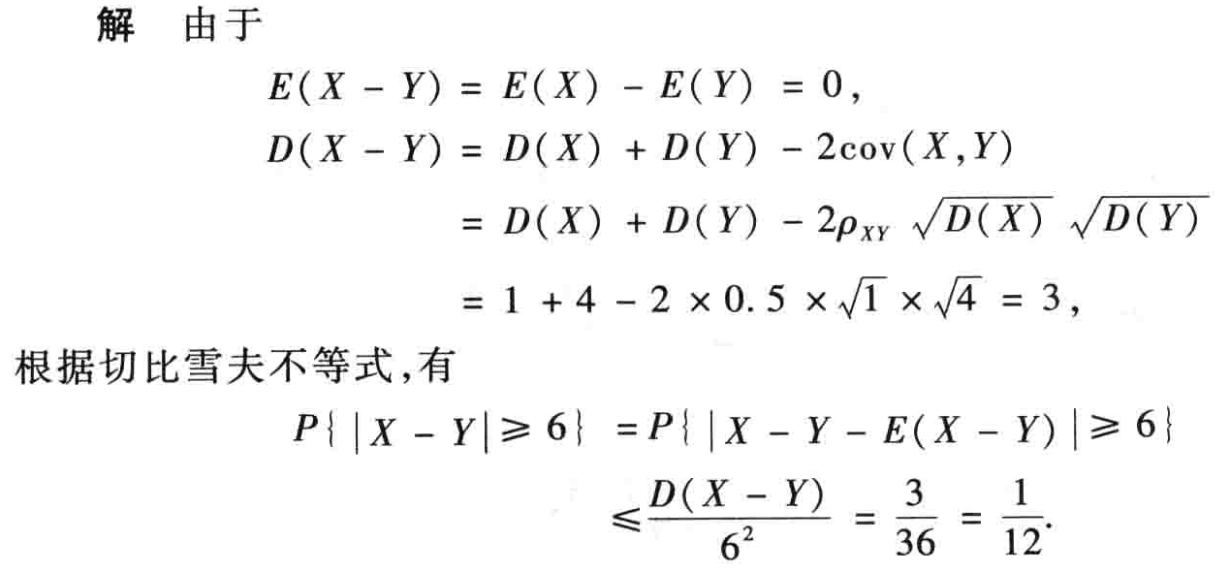 解 由于
E(X - Y) = E(X) - E(Y) = 0,
D(X - Y) = D(X) + D(Y) - 2cov(X,Y)
= D(X) + D(Y) - 2ρ_{XY} √D(X) √D(Y)
= 1 + 4 - 2 × 0.5 × √1 × √4 = 3,
根据切比雪夫不等式,有
P{|X - Y|≥6} =P{|X - Y - E(X - Y)|≥6}
≤ D(X - Y)/6² = 3/36 = 1/12.